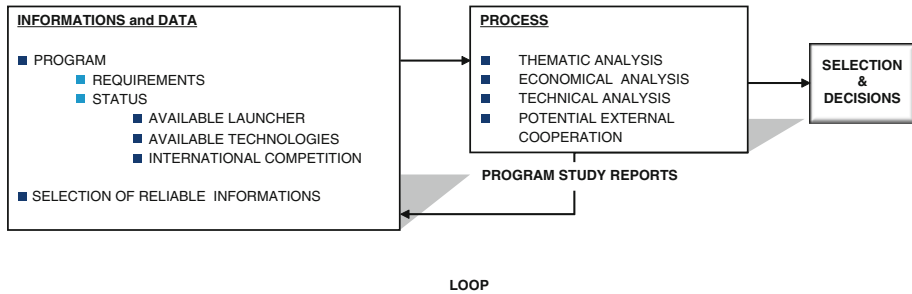 INFORMATIONS and DATA
PROGRAM
REQUIREMENTS
STATUS
AVAILABLE LAUNCHER
AVAILABLE TECHNOLOGIES
INTERNATIONAL COMPETITION
SELECTION OF RELIABLE INFORMATIONS
PROCESS
THEMATIC ANALYSIS
ECONOMICAL ANALYSIS
TECHNICAL ANALYSIS
POTENTIAL EXTERNAL
COOPERATION
SELECTION
&
DECISIONS
PROGRAM STUDY REPORTS
LOOP